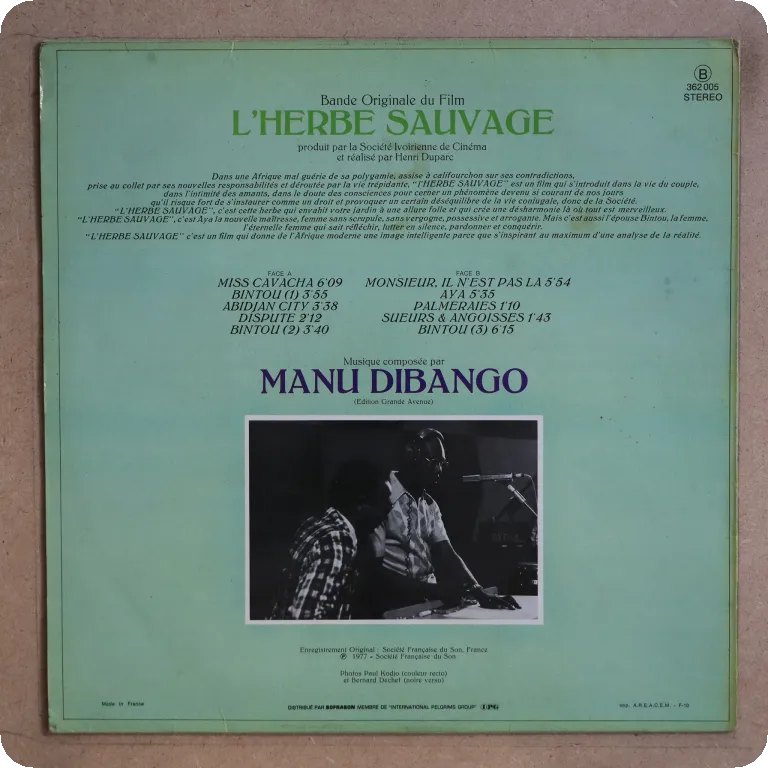 B
362 005
STEREO
Bande Originale du Film
L'HERBE SAUVAGE
produit par la Société Ivoirienne de Cinéma
et réalisé par Henri Duparc
Dans une Afrique mal guérie de sa polygamie, assise à califourchon sur ses contradictions,
prise au collet par ses nouvelles responsabilités et déroutée par la vie trépidante, "l'HERBE SAUVAGE" est un film qui s'introduit dans la vie du couple,
dans l'intimité des amants, dans le doute des consciences pour cerner un phénomène devenu si courant de nos jours
qu'il risque fort de s'instaurer comme un droit et provoquer un certain déséquilibre de la vie conjugale, donc de la Société.
"L'HERBE SAUVAGE", c'est cette herbe qui envahit votre jardin à une allure folle et qui crée une désharmonie là où tout est merveilleux.
"L'HERBE SAUVAGE", c'est Aya la nouvelle maîtresse, femme sans scrupule, sans vergogne, possessive et arrogante. Mais c'est aussi l'épouse Bintou, la femme,
l'éternelle femme qui sait réfléchir, lutter en silence, pardonner et conquérir.
"L'HERBE SAUVAGE" c'est un film qui donne de l'Afrique moderne une image intelligente parce que s'inspirant au maximum d'une analyse de la réalité.
FACE A
MISS CAVACHA 6'09
BINTOU (1) 3'55
ABIDJAN CITY 3'38
DISPUTE 2'12
BINTOU (2) 3'40
FACE B
MONSIEUR, IL N'EST PAS LA 5'54
AYA 5'35
PALMERAIES 1'10
SUEURS & ANGOISSES 1'43
BINTOU (3) 6'15
Musique composée par
MANU DIBANGO
(Edition Grande Avenue)
Enregistrement Original : Société Française du Son, France
℗ 1977 - Société Française du Son
Photos Paul Kodjo (couleur recto)
et Bernard Dechet (noire verso)
Made in France
DISTRIBUÉ PAR SOFRASON MEMBRE DE "INTERNATIONAL PELGRIMS GROUP" IPG
Imp. A.R.E.A.C.E.M. - F-19